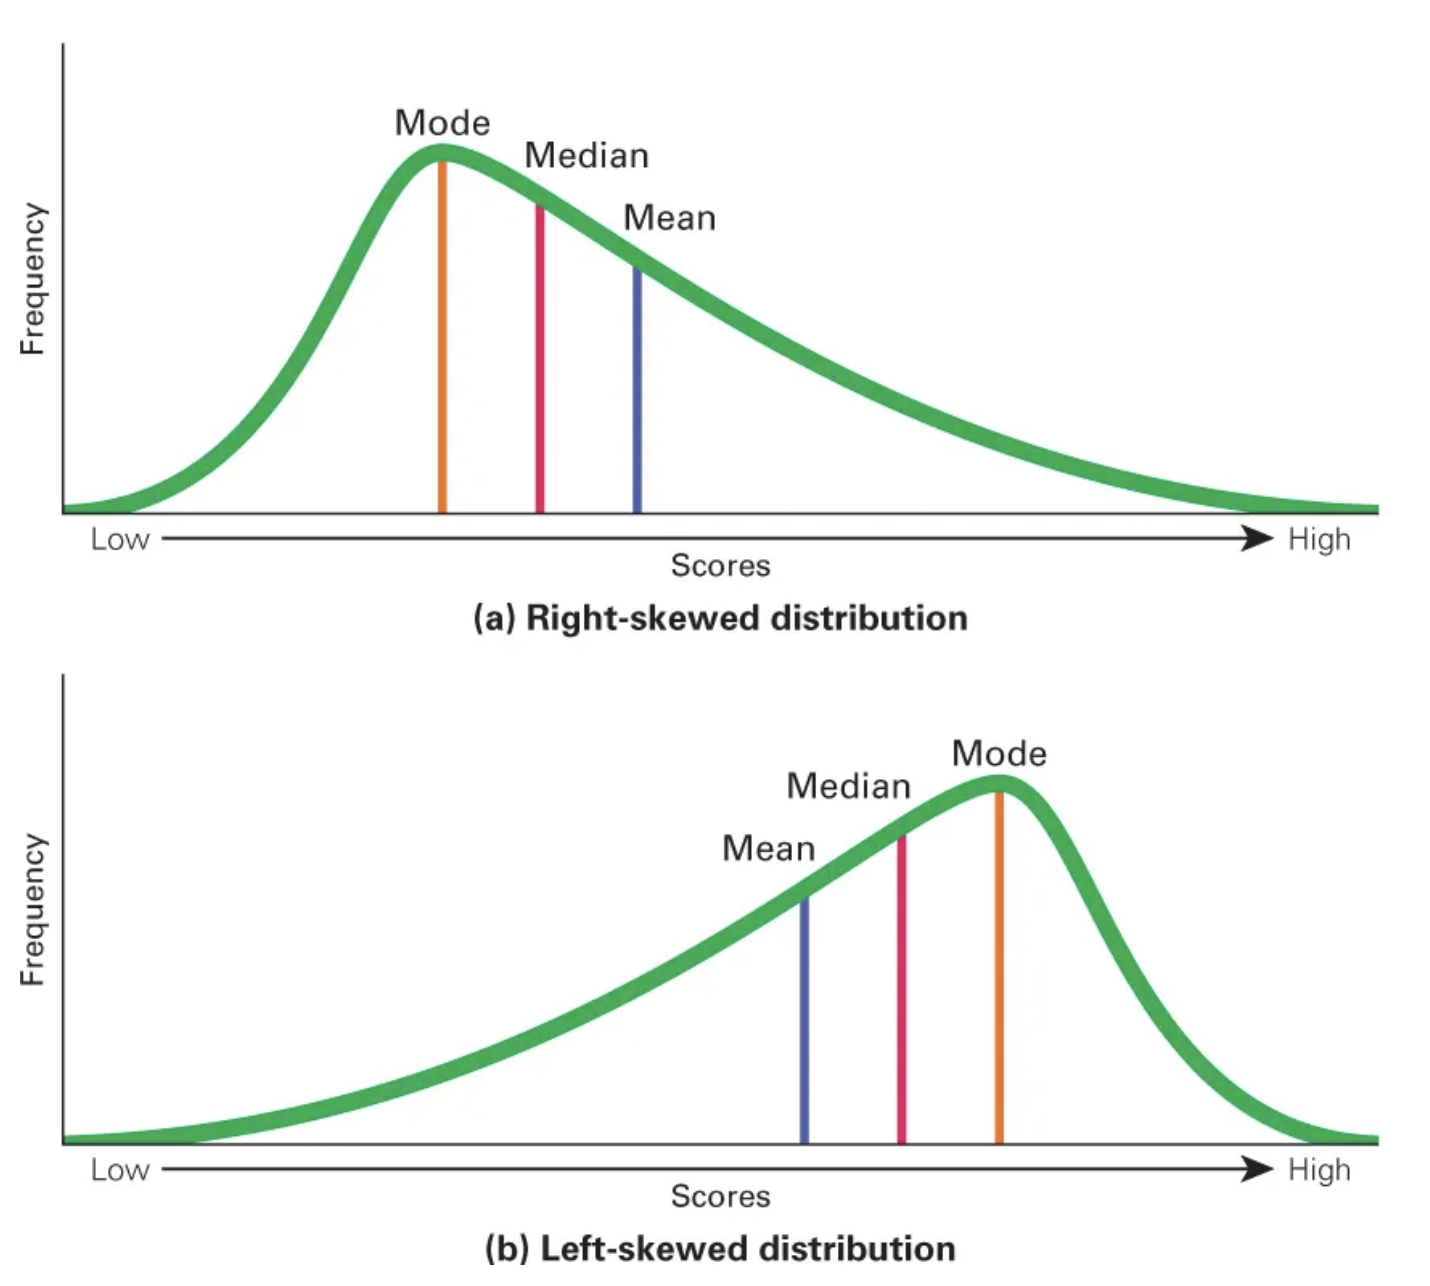 Mode
Median
Mean
Frequency
Low
High
Scores
(a) Right-skewed distribution
Mode
Median
Mean
Frequency
Low
High
Scores
(b) Left-skewed distribution